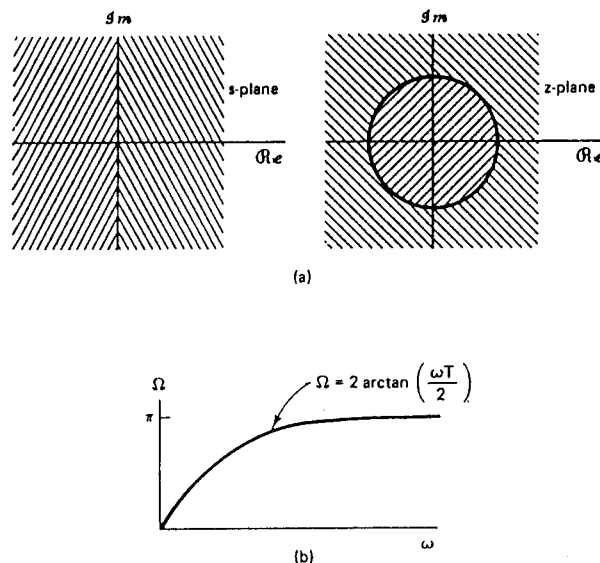 𝓘𝓶
s-plane
𝓡𝓮
𝓘𝓶
z-plane
𝓡𝓮
(a)
Ω
π
Ω = 2 arctan (ωT/2)
ω
(b)